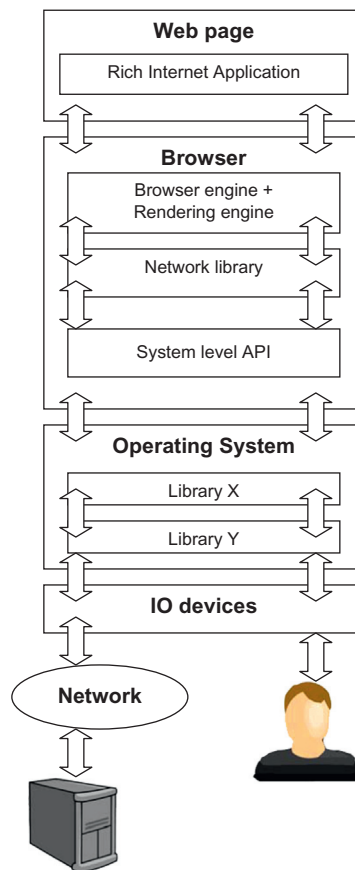 Web page
Rich Internet Application
Browser
Browser engine +
Rendering engine
Network library
System level API
Operating System
Library X
Library Y
IO devices
Network